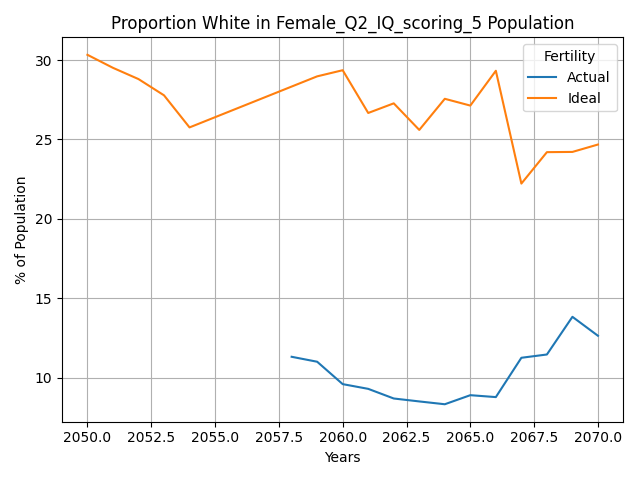 Proportion White in Female_Q2_IQ_scoring_5 Population
Fertility
Actual
Ideal
% of Population
30
25
20
15
10
2050.0 2052.5 2055.0 2057.5 2060.0 2062.5 2065.0 2067.5 2070.0
Years